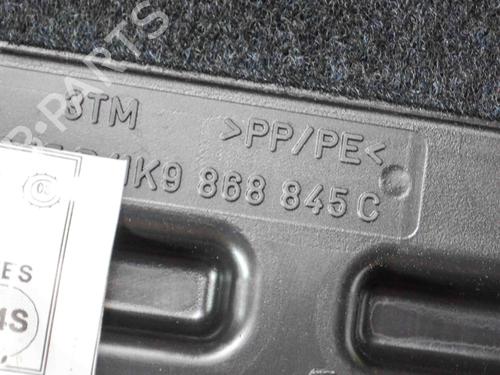 3TM >PP/PE<
1K9 868 845 C
ES
4S